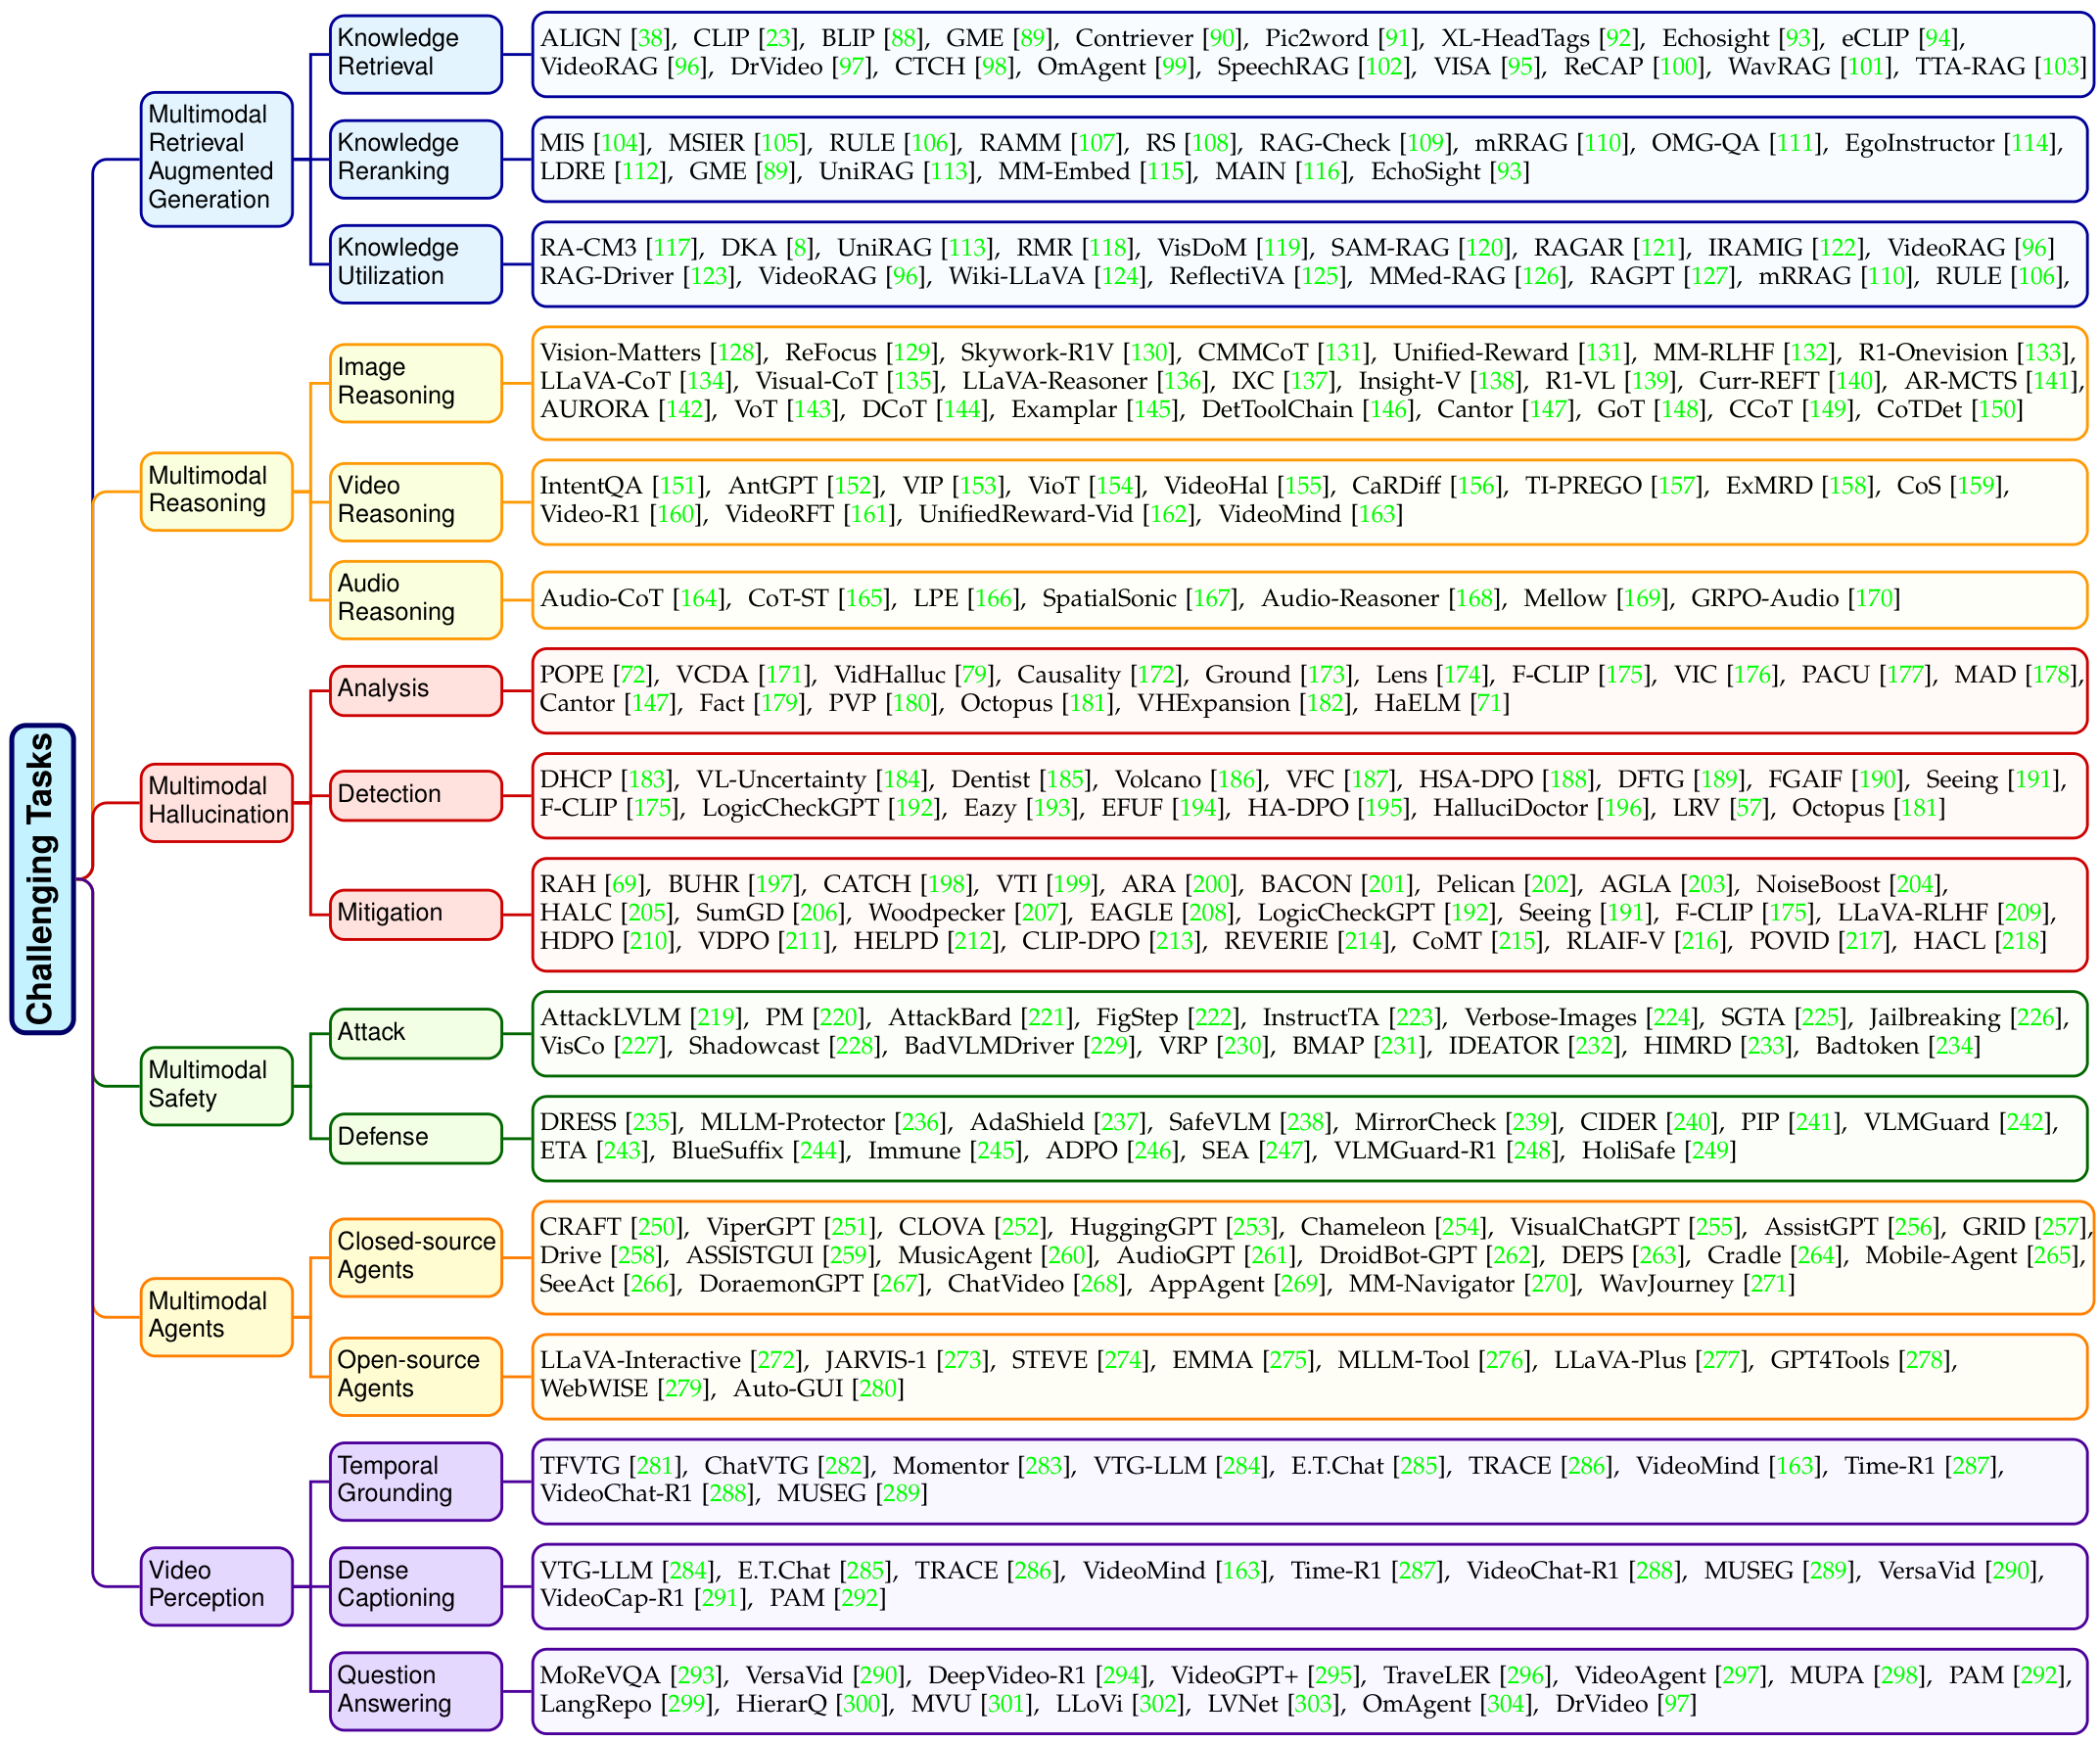 Challenging Tasks
Multimodal
Retrieval
Augmented
Generation
Knowledge
Retrieval
ALIGN [38], CLIP [23], BLIP [88], GME [89], Contriever [90], Pic2word [91], XL-HeadTags [92], Echosight [93], eCLIP [94],
VideoRAG [96], DrVideo [97], CTCH [98], OmAgent [99], SpeechRAG [102], VISA [95], ReCAP [100], WavRAG [101], TTA-RAG [103]
Knowledge
Reranking
MIS [104], MSIER [105], RULE [106], RAMM [107], RS [108], RAG-Check [109], mRRAG [110], OMG-QA [111], EgoInstructor [114],
LDRE [112], GME [89], UniRAG [113], MM-Embed [115], MAIN [116], EchoSight [93]
Knowledge
Utilization
RA-CM3 [117], DKA [8], UniRAG [113], RMR [118], VisDoM [119], SAM-RAG [120], RAGAR [121], IRAMIG [122], VideoRAG [96]
RAG-Driver [123], VideoRAG [96], Wiki-LLaVA [124], ReflectiVA [125], MMed-RAG [126], RAGPT [127], mRRAG [110], RULE [106],
Multimodal
Reasoning
Image
Reasoning
Vision-Matters [128], ReFocus [129], Skywork-R1V [130], CMMCoT [131], Unified-Reward [131], MM-RLHF [132], R1-Onevision [133],
LLaVA-CoT [134], Visual-CoT [135], LLaVA-Reasoner [136], IXC [137], Insight-V [138], R1-VL [139], Curr-REFT [140], AR-MCTS [141],
AURORA [142], VoT [143], DCoT [144], Examplar [145], DetToolChain [146], Cantor [147], GoT [148], CCoT [149], CoTDet [150]
Video
Reasoning
IntentQA [151], AntGPT [152], VIP [153], VioT [154], VideoHal [155], CaRDiff [156], TI-PREGO [157], ExMRD [158], CoS [159],
Video-R1 [160], VideoRFT [161], UnifiedReward-Vid [162], VideoMind [163]
Audio
Reasoning
Audio-CoT [164], CoT-ST [165], LPE [166], SpatialSonic [167], Audio-Reasoner [168], Mellow [169], GRPO-Audio [170]
Multimodal
Hallucination
Analysis
POPE [72], VCDA [171], VidHalluc [79], Causality [172], Ground [173], Lens [174], F-CLIP [175], VIC [176], PACU [177], MAD [178],
Cantor [147], Fact [179], PVP [180], Octopus [181], VHExpansion [182], HaELM [71]
Detection
DHCP [183], VL-Uncertainty [184], Dentist [185], Volcano [186], VFC [187], HSA-DPO [188], DFTG [189], FGAIF [190], Seeing [191],
F-CLIP [175], LogicCheckGPT [192], Eazy [193], EFUF [194], HA-DPO [195], HalluciDoctor [196], LRV [57], Octopus [181]
Mitigation
RAH [69], BUHR [197], CATCH [198], VTI [199], ARA [200], BACON [201], Pelican [202], AGLA [203], NoiseBoost [204],
HALC [205], SumGD [206], Woodpecker [207], EAGLE [208], LogicCheckGPT [192], Seeing [191], F-CLIP [175], LLaVA-RLHF [209],
HDPO [210], VDPO [211], HELPD [212], CLIP-DPO [213], REVERIE [214], CoMT [215], RLAIF-V [216], POVID [217], HACL [218]
Multimodal
Safety
Attack
AttackLVLM [219], PM [220], AttackBard [221], FigStep [222], InstructTA [223], Verbose-Images [224], SGTA [225], Jailbreaking [226],
VisCo [227], Shadowcast [228], BadVLMDriver [229], VRP [230], BMAP [231], IDEATOR [232], HIMRD [233], Badtoken [234]
Defense
DRESS [235], MLLM-Protector [236], AdaShield [237], SafeVLM [238], MirrorCheck [239], CIDER [240], PIP [241], VLMGuard [242],
ETA [243], BlueSuffix [244], Immune [245], ADPO [246], SEA [247], VLMGuard-R1 [248], HoliSafe [249]
Multimodal
Agents
Closed-source
Agents
CRAFT [250], ViperGPT [251], CLOVA [252], HuggingGPT [253], Chameleon [254], VisualChatGPT [255], AssistGPT [256], GRID [257],
Drive [258], ASSISTGUI [259], MusicAgent [260], AudioGPT [261], DroidBot-GPT [262], DEPS [263], Cradle [264], Mobile-Agent [265],
SeeAct [266], DoraemonGPT [267], ChatVideo [268], AppAgent [269], MM-Navigator [270], WavJourney [271]
Open-source
Agents
LLaVA-Interactive [272], JARVIS-1 [273], STEVE [274], EMMA [275], MLLM-Tool [276], LLaVA-Plus [277], GPT4Tools [278],
WebWISE [279], Auto-GUI [280]
Video
Perception
Temporal
Grounding
TFVTG [281], ChatVTG [282], Momentor [283], VTG-LLM [284], E.T.Chat [285], TRACE [286], VideoMind [163], Time-R1 [287],
VideoChat-R1 [288], MUSEG [289]
Dense
Captioning
VTG-LLM [284], E.T.Chat [285], TRACE [286], VideoMind [163], Time-R1 [287], VideoChat-R1 [288], MUSEG [289], VersaVid [290],
VideoCap-R1 [291], PAM [292]
Question
Answering
MoReVQA [293], VersaVid [290], DeepVideo-R1 [294], VideoGPT+ [295], TraveLER [296], VideoAgent [297], MUPA [298], PAM [292],
LangRepo [299], HierarQ [300], MVU [301], LLoVi [302], LVNet [303], OmAgent [304], DrVideo [97]